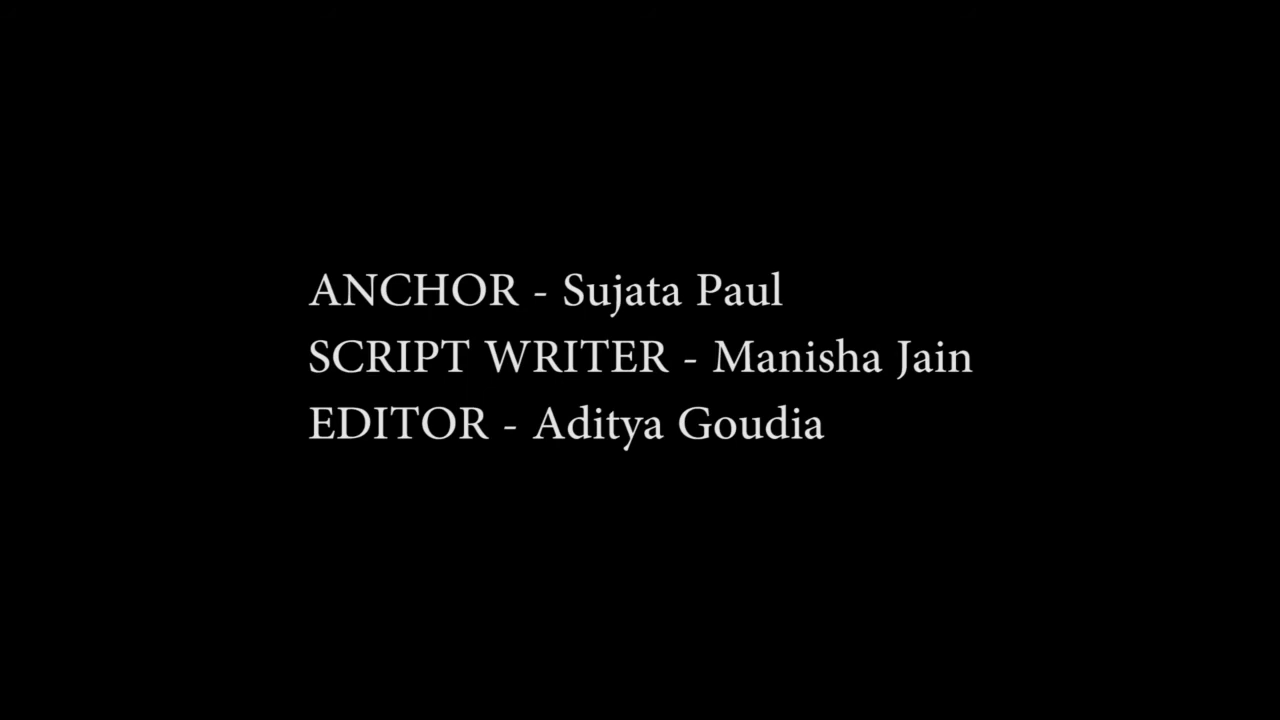 ANCHOR - Sujata Paul
SCRIPT WRITER - Manisha Jain
EDITOR - Aditya Goudia